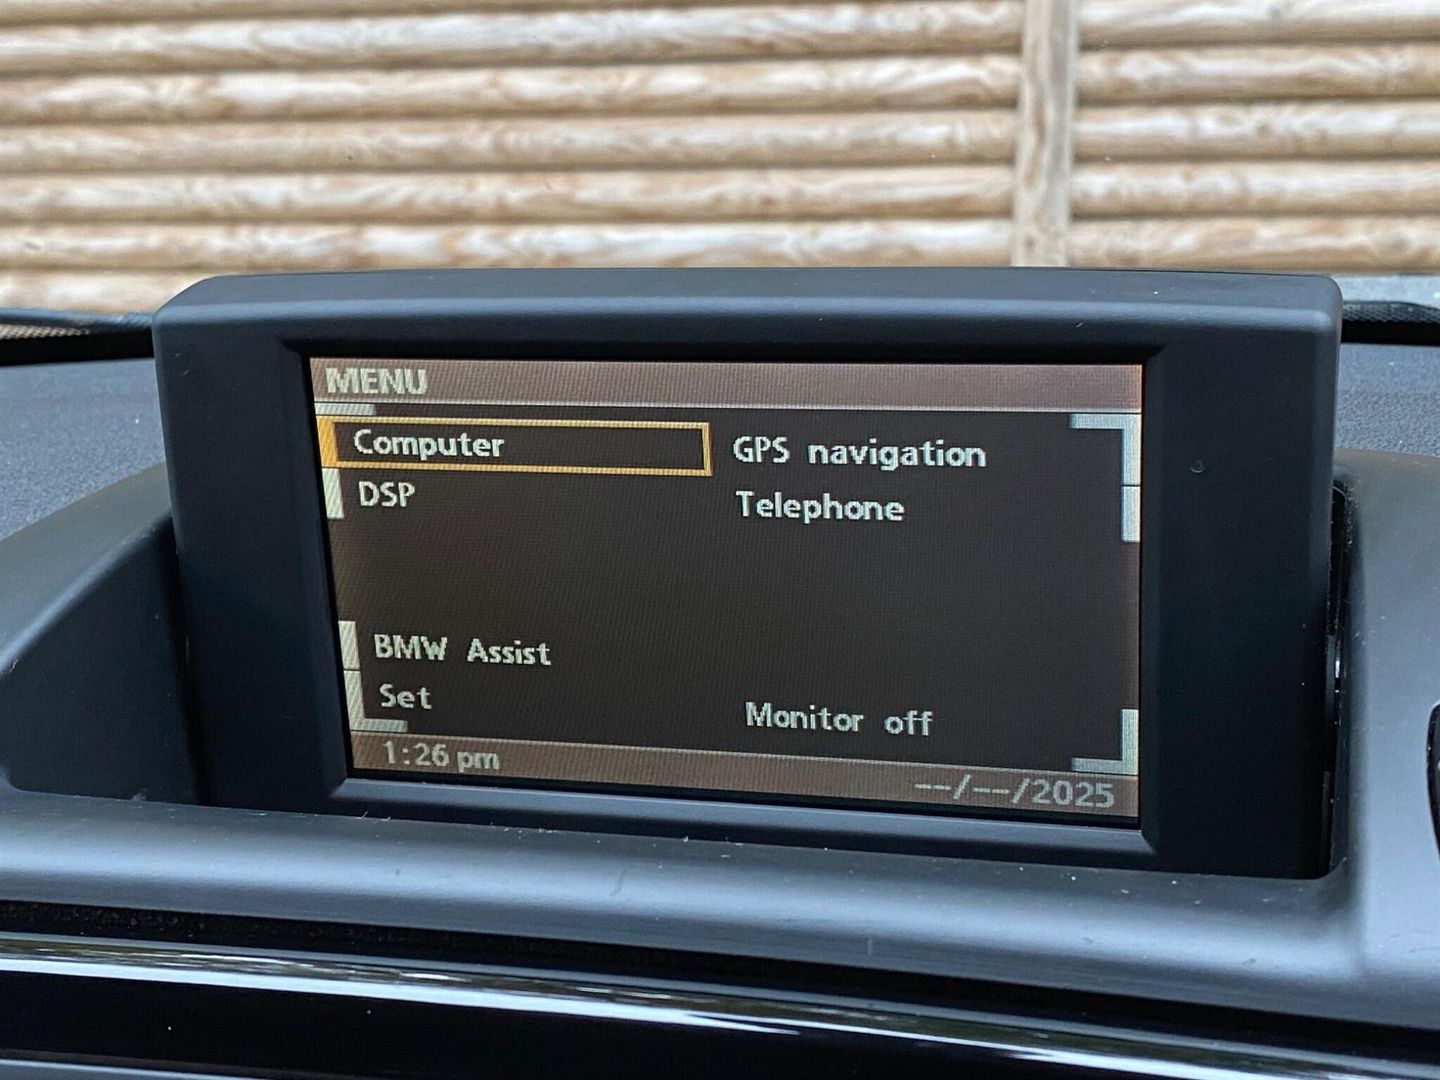 MENU
Computer
GPS navigation
DSP
Telephone
BMW Assist
Set
Monitor off
1:26 pm
--/--/2025